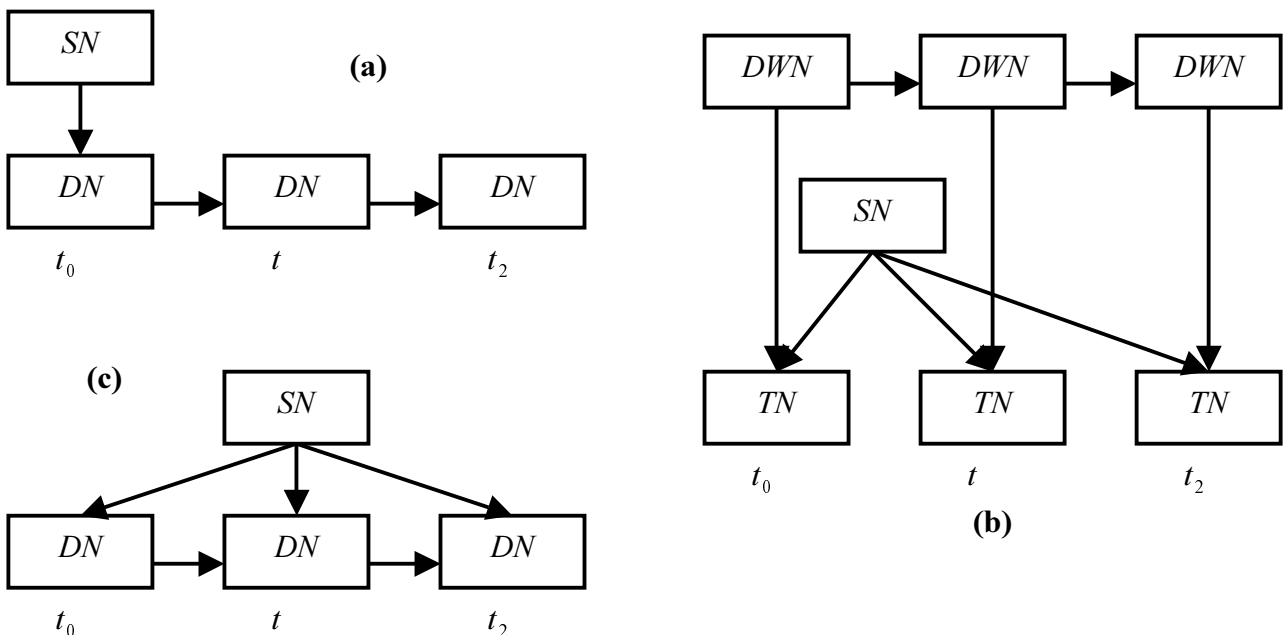 SN
(a)
DN DN DN
t₀ t t₂
DWN DWN DWN
SN
TN TN TN
t₀ t t₂
(b)
(c)
SN
DN DN DN
t₀ t t₂